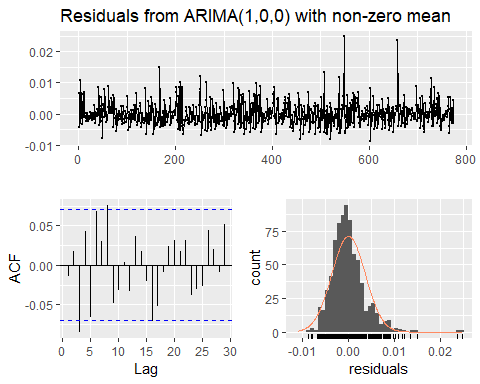 Residuals from ARIMA(1,0,0) with non-zero mean
0.02
0.01
0.00
-0.01
0 200 400 600 800
ACF
0.05
0.00
-0.05
0 5 10 15 20 25 30
Lag
count
75
50
25
0
-0.01 0.00 0.01 0.02
residuals